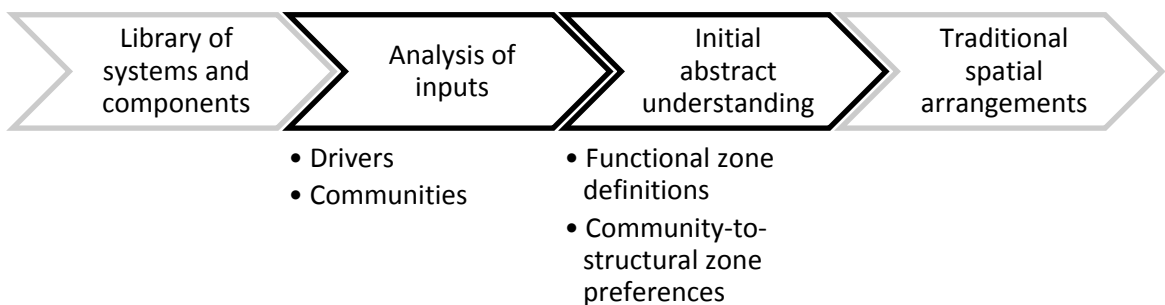 Library of
systems and
components
Analysis of
inputs
Initial
abstract
understanding
Traditional
spatial
arrangements
• Drivers
• Communities
• Functional zone
definitions
• Community-to-
structural zone
preferences